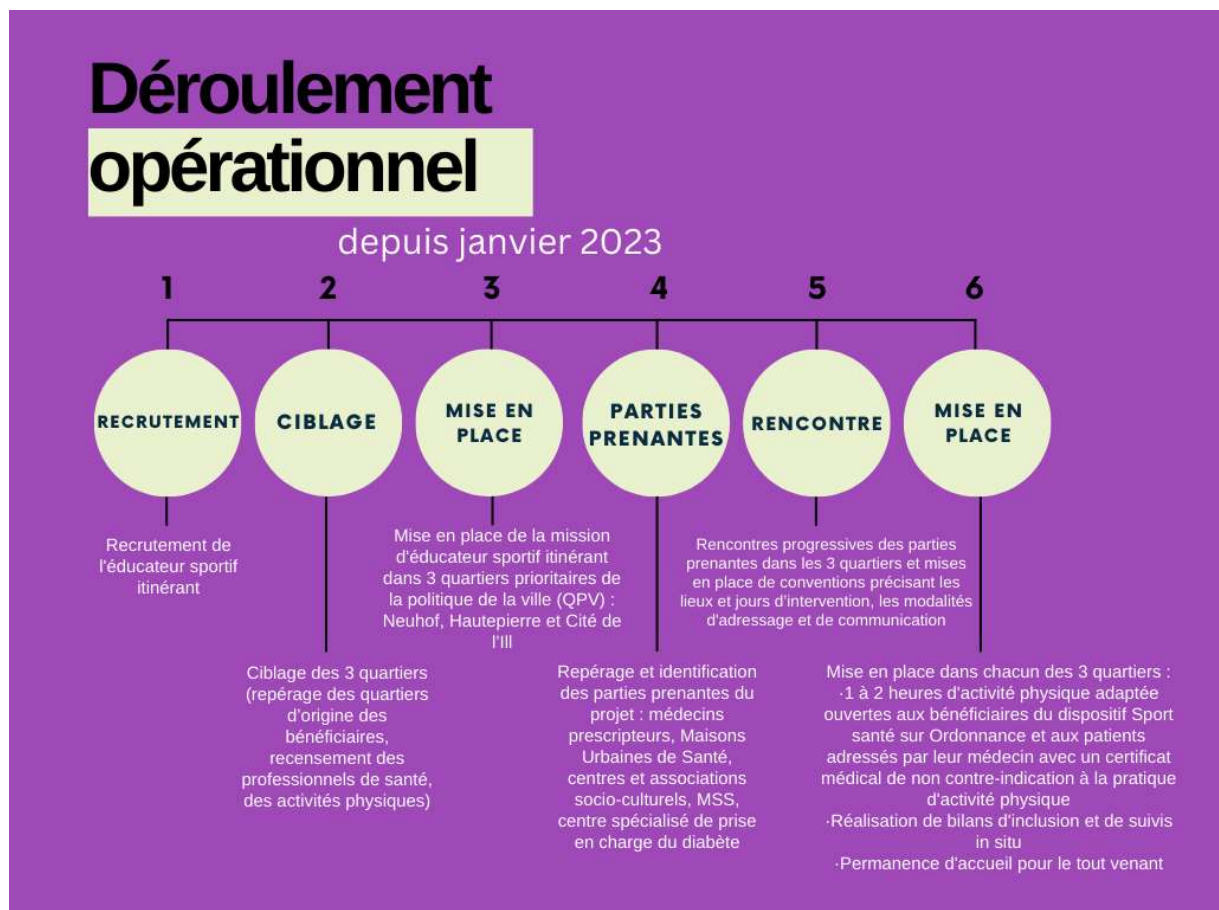 Déroulement
opérationnel
depuis janvier 2023
1
2
3
4
5
6
RECRUTEMENT
CIBLAGE
MISE EN
PLACE
PARTIES
PRENANTES
RENCONTRE
MISE EN
PLACE
Recrutement de
l'éducateur sportif
itinérant
Ciblage des 3 quartiers
(repérage des quartiers
d'origine des
bénéficiaires,
recensement des
professionnels de santé,
des activités physiques)
Mise en place de la mission
d'éducateur sportif itinérant
dans 3 quartiers prioritaires de
la politique de la ville (QPV) :
Neuhof, Hautepierre et Cité de
l'Ill
Repérage et identification
des parties prenantes du
projet : médecins
prescripteurs, Maisons
Urbaines de Santé,
centres et associations
socio-culturels, MSS,
centre spécialisé de prise
en charge du diabète
Rencontres progressives des parties
prenantes dans les 3 quartiers et mises
en place de conventions précisant les
lieux et jours d'intervention, les modalités
d'adressage et de communication
Mise en place dans chacun des 3 quartiers :
·1 à 2 heures d'activité physique adaptée
ouvertes aux bénéficiaires du dispositif Sport
santé sur Ordonnance et aux patients
adressés par leur médecin avec un certificat
médical de non contre-indication à la pratique
d'activité physique
·Réalisation de bilans d'inclusion et de suivis
in situ
·Permanence d'accueil pour le tout venant